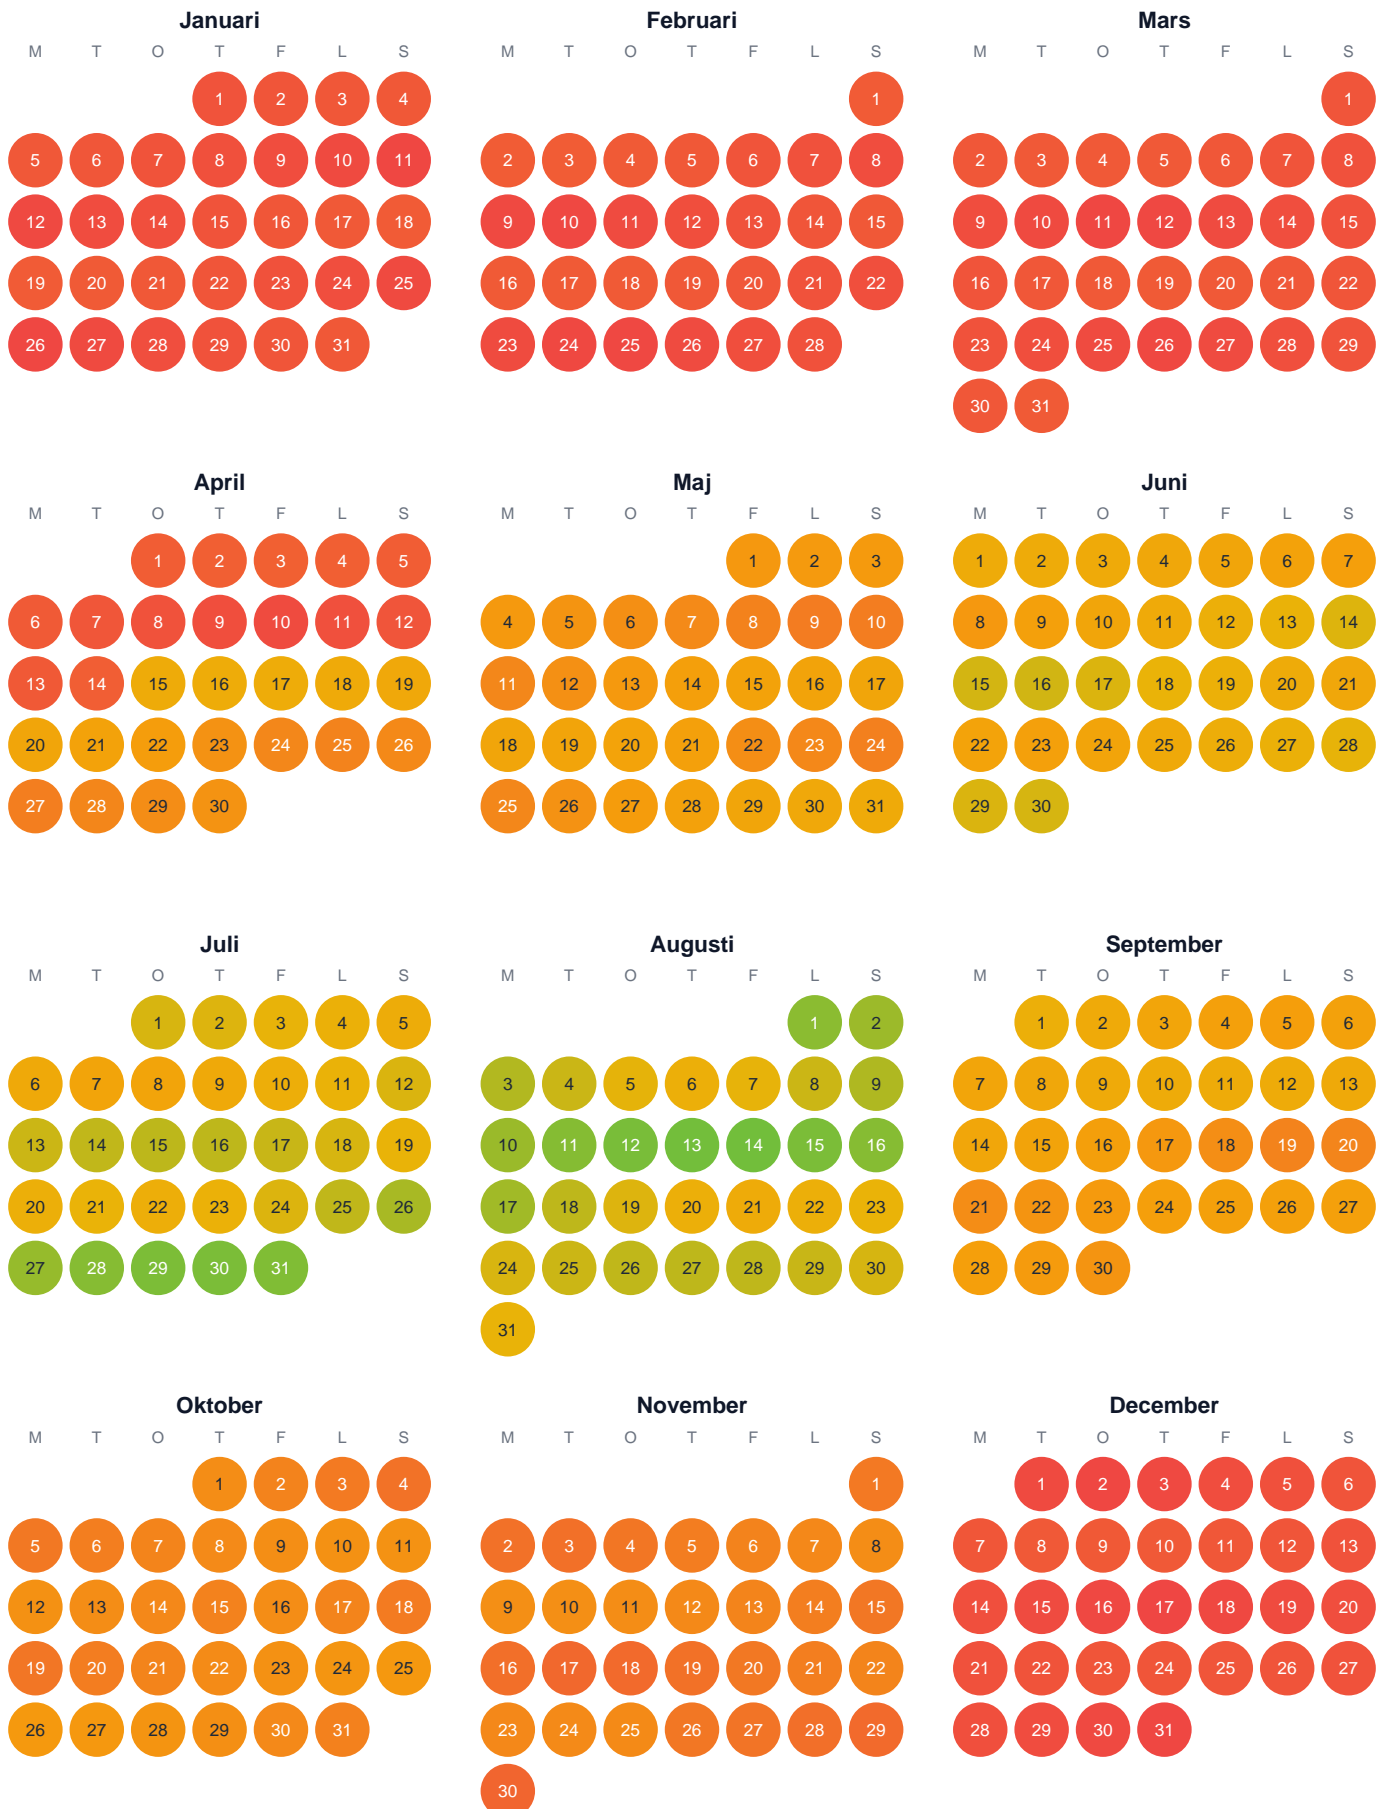 Januari Februari Mars
M T O T F L S M T O T F L S M T O T F L S
1 2 3 4 1 1
5 6 7 8 9 10 11 2 3 4 5 6 7 8 2 3 4 5 6 7 8
12 13 14 15 16 17 18 9 10 11 12 13 14 15 9 10 11 12 13 14 15
19 20 21 22 23 24 25 16 17 18 19 20 21 22 16 17 18 19 20 21 22
26 27 28 29 30 31 23 24 25 26 27 28 23 24 25 26 27 28 29
30 31
April Maj Juni
M T O T F L S M T O T F L S M T O T F L S
1 2 3 4 5 1 2 3 1 2 3 4 5 6 7
6 7 8 9 10 11 12 4 5 6 7 8 9 10 8 9 10 11 12 13 14
13 14 15 16 17 18 19 11 12 13 14 15 16 17 15 16 17 18 19 20 21
20 21 22 23 24 25 26 18 19 20 21 22 23 24 22 23 24 25 26 27 28
27 28 29 30 25 26 27 28 29 30 31 29 30
Juli Augusti September
M T O T F L S M T O T F L S M T O T F L S
1 2 3 4 5 1 2 1 2 3 4 5 6
6 7 8 9 10 11 12 3 4 5 6 7 8 9 7 8 9 10 11 12 13
13 14 15 16 17 18 19 10 11 12 13 14 15 16 14 15 16 17 18 19 20
20 21 22 23 24 25 26 17 18 19 20 21 22 23 21 22 23 24 25 26 27
27 28 29 30 31 24 25 26 27 28 29 30 28 29 30
31
Oktober November December
M T O T F L S M T O T F L S M T O T F L S
1 2 3 4 1 1 2 3 4 5 6
5 6 7 8 9 10 11 2 3 4 5 6 7 8 7 8 9 10 11 12 13
12 13 14 15 16 17 18 9 10 11 12 13 14 15 14 15 16 17 18 19 20
19 20 21 22 23 24 25 16 17 18 19 20 21 22 21 22 23 24 25 26 27
26 27 28 29 30 31 23 24 25 26 27 28 29 28 29 30 31
30